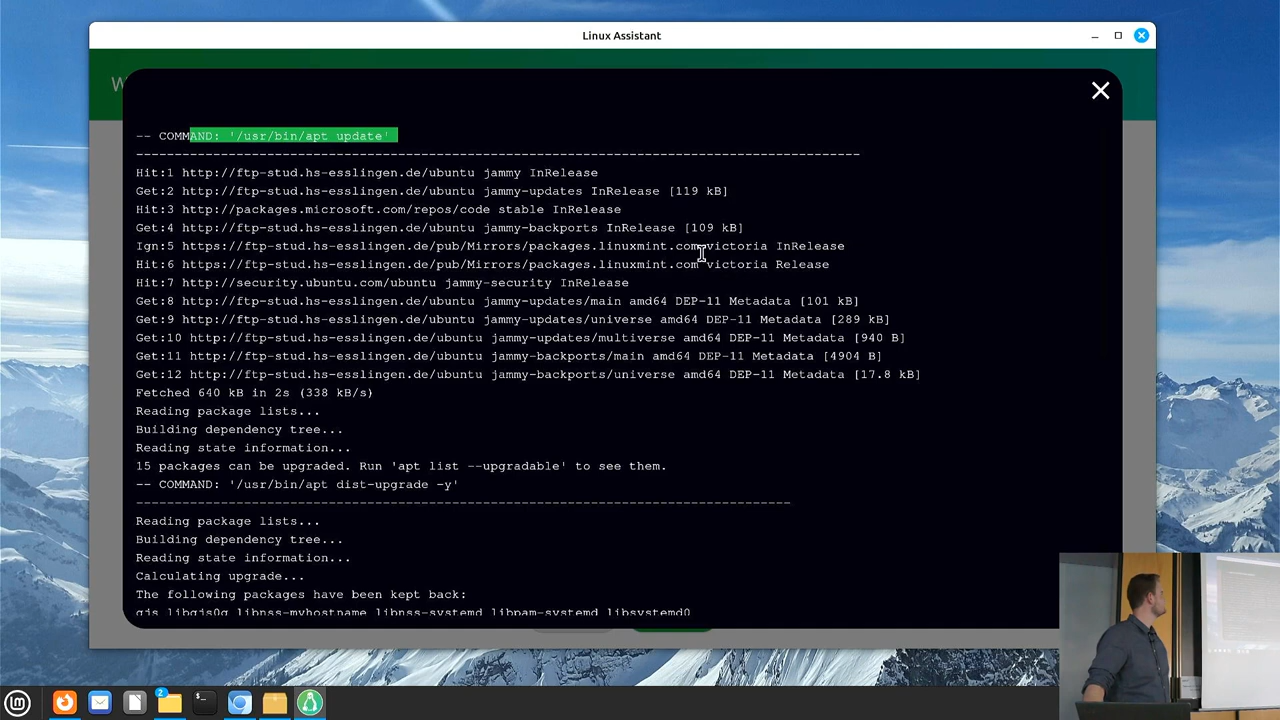 Linux Assistant
W
-- COMMAND: '/usr/bin/apt update'
----------------------------------------------------------------------------------------------
Hit:1 http://ftp-stud.hs-esslingen.de/ubuntu jammy InRelease
Get:2 http://ftp-stud.hs-esslingen.de/ubuntu jammy-updates InRelease [119 kB]
Hit:3 http://packages.microsoft.com/repos/code stable InRelease
Get:4 http://ftp-stud.hs-esslingen.de/ubuntu jammy-backports InRelease [109 kB]
Ign:5 https://ftp-stud.hs-esslingen.de/pub/Mirrors/packages.linuxmint.com victoria InRelease
Hit:6 https://ftp-stud.hs-esslingen.de/pub/Mirrors/packages.linuxmint.com victoria Release
Hit:7 http://security.ubuntu.com/ubuntu jammy-security InRelease
Get:8 http://ftp-stud.hs-esslingen.de/ubuntu jammy-updates/main amd64 DEP-11 Metadata [101 kB]
Get:9 http://ftp-stud.hs-esslingen.de/ubuntu jammy-updates/universe amd64 DEP-11 Metadata [289 kB]
Get:10 http://ftp-stud.hs-esslingen.de/ubuntu jammy-updates/multiverse amd64 DEP-11 Metadata [940 B]
Get:11 http://ftp-stud.hs-esslingen.de/ubuntu jammy-backports/main amd64 DEP-11 Metadata [4904 B]
Get:12 http://ftp-stud.hs-esslingen.de/ubuntu jammy-backports/universe amd64 DEP-11 Metadata [17.8 kB]
Fetched 640 kB in 2s (338 kB/s)
Reading package lists...
Building dependency tree...
Reading state information...
15 packages can be upgraded. Run 'apt list --upgradable' to see them.
-- COMMAND: '/usr/bin/apt dist-upgrade -y'
-------------------------------------------------------------------------------------
Reading package lists...
Building dependency tree...
Reading state information...
Calculating upgrade...
The following packages have been kept back:
gjs libgjs0g libnss-myhostname libnss-systemd libpam-systemd libsystemd0
2